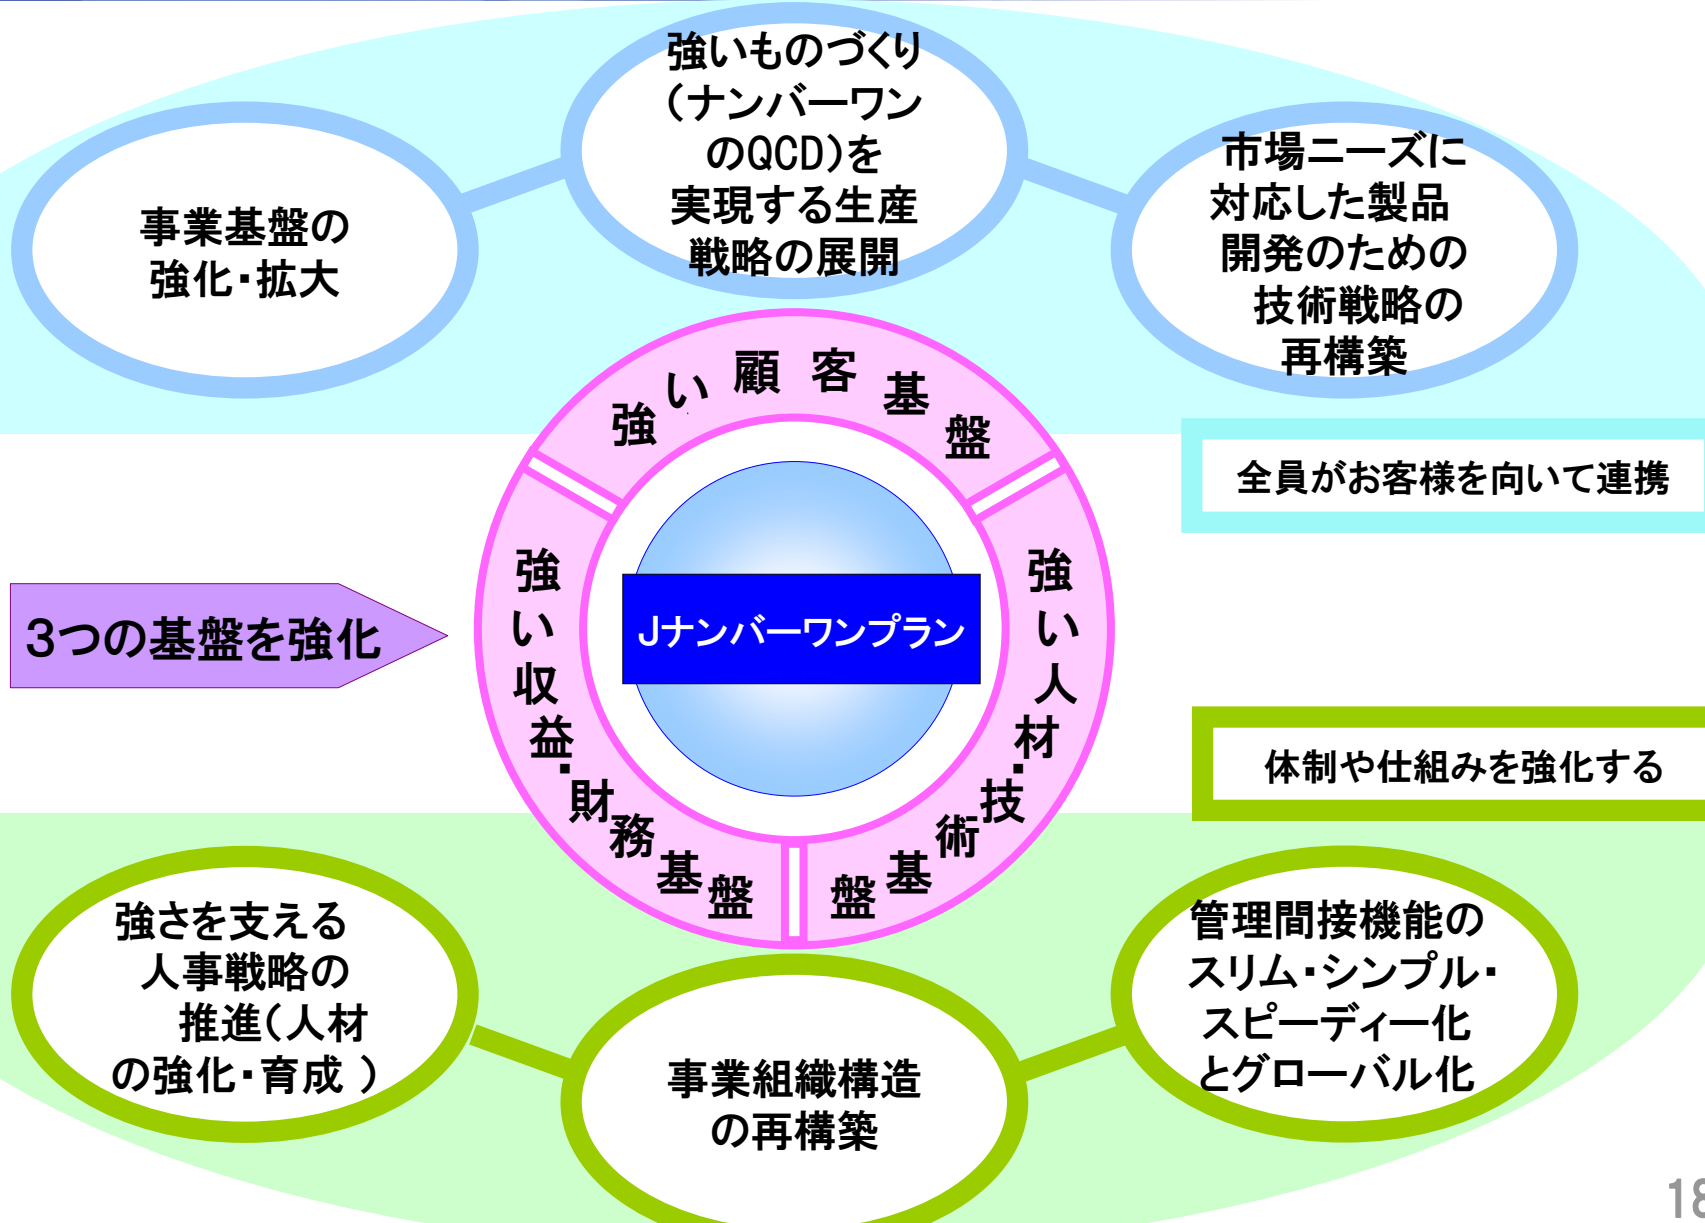 強いものづくり
（ナンバーワン
のQCD）を
実現する生産
戦略の展開
事業基盤の
強化・拡大
市場ニーズに
対応した製品
開発のための
技術戦略の
再構築
強い顧客基盤
全員がお客様を向いて連携
3つの基盤を強化
強い収益・財務基盤
Jナンバーワンプラン
強い人材・技術基盤
体制や仕組みを強化する
強さを支える
人事戦略の
推進（人材
の強化・育成 ）
事業組織構造
の再構築
管理間接機能の
スリム・シンプル・
スピーディー化
とグローバル化
18